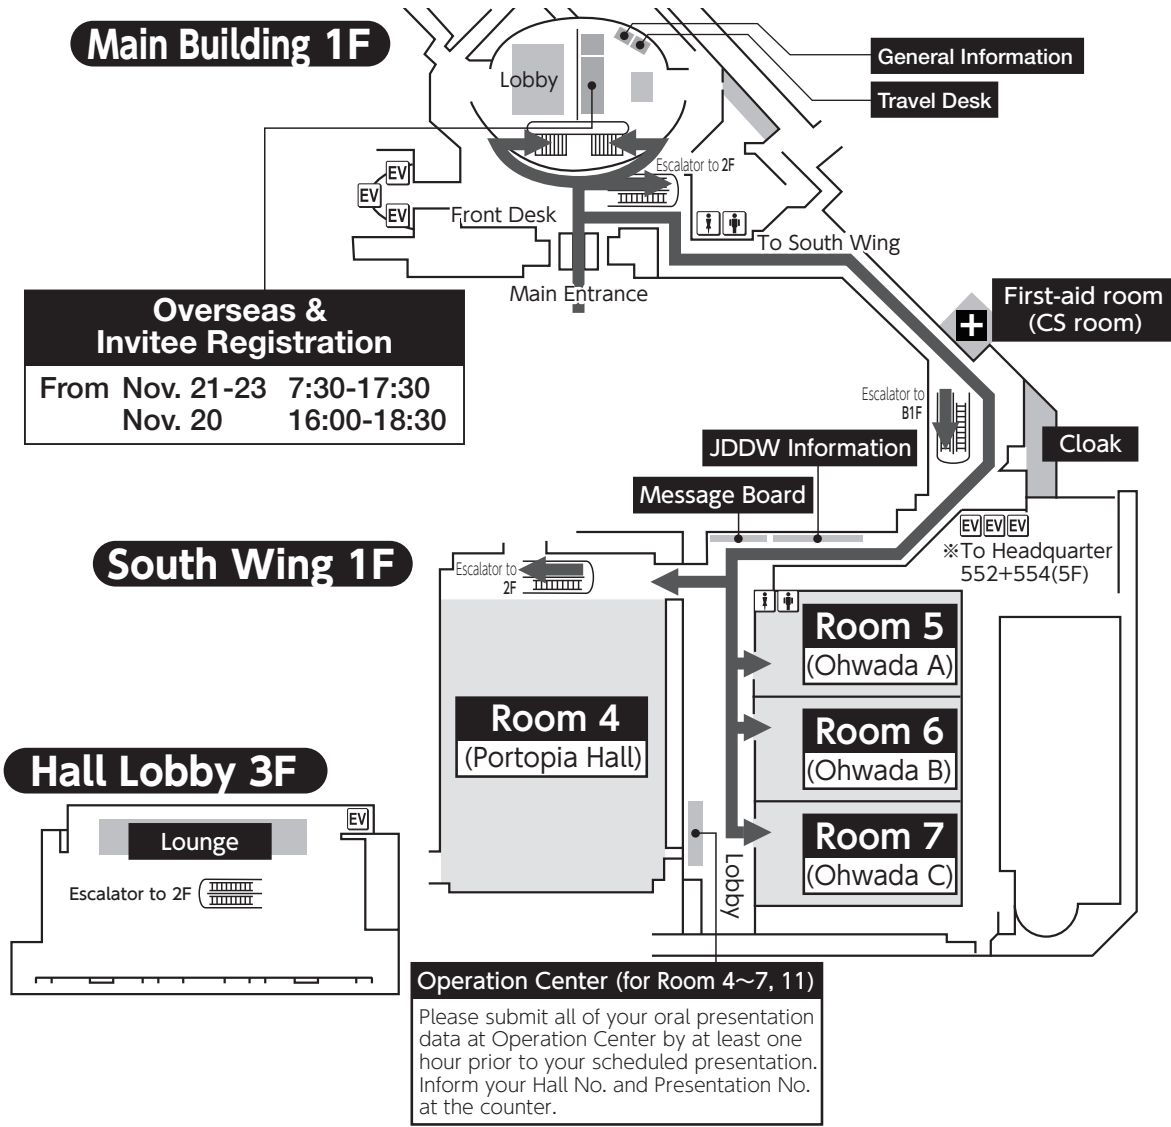 Main Building 1F
General Information
Lobby
Travel Desk
Escalator to 2F
EV
EV
EV
Front Desk
To South Wing
Main Entrance
Overseas &
Invitee Registration
From Nov. 21-23 7:30-17:30
Nov. 20 16:00-18:30
First-aid room
(CS room)
Escalator to
B1F
JDDW Information
Cloak
Message Board
EV EV EV
※To Headquarter
552+554(5F)
South Wing 1F
Escalator to
2F
Room 5
(Ohwada A)
Room 4
(Portopia Hall)
Room 6
(Ohwada B)
Room 7
(Ohwada C)
Lobby
Hall Lobby 3F
EV
Lounge
Escalator to 2F
Operation Center (for Room 4～7, 11)
Please submit all of your oral presentation
data at Operation Center by at least one
hour prior to your scheduled presentation.
Inform your Hall No. and Presentation No.
at the counter.